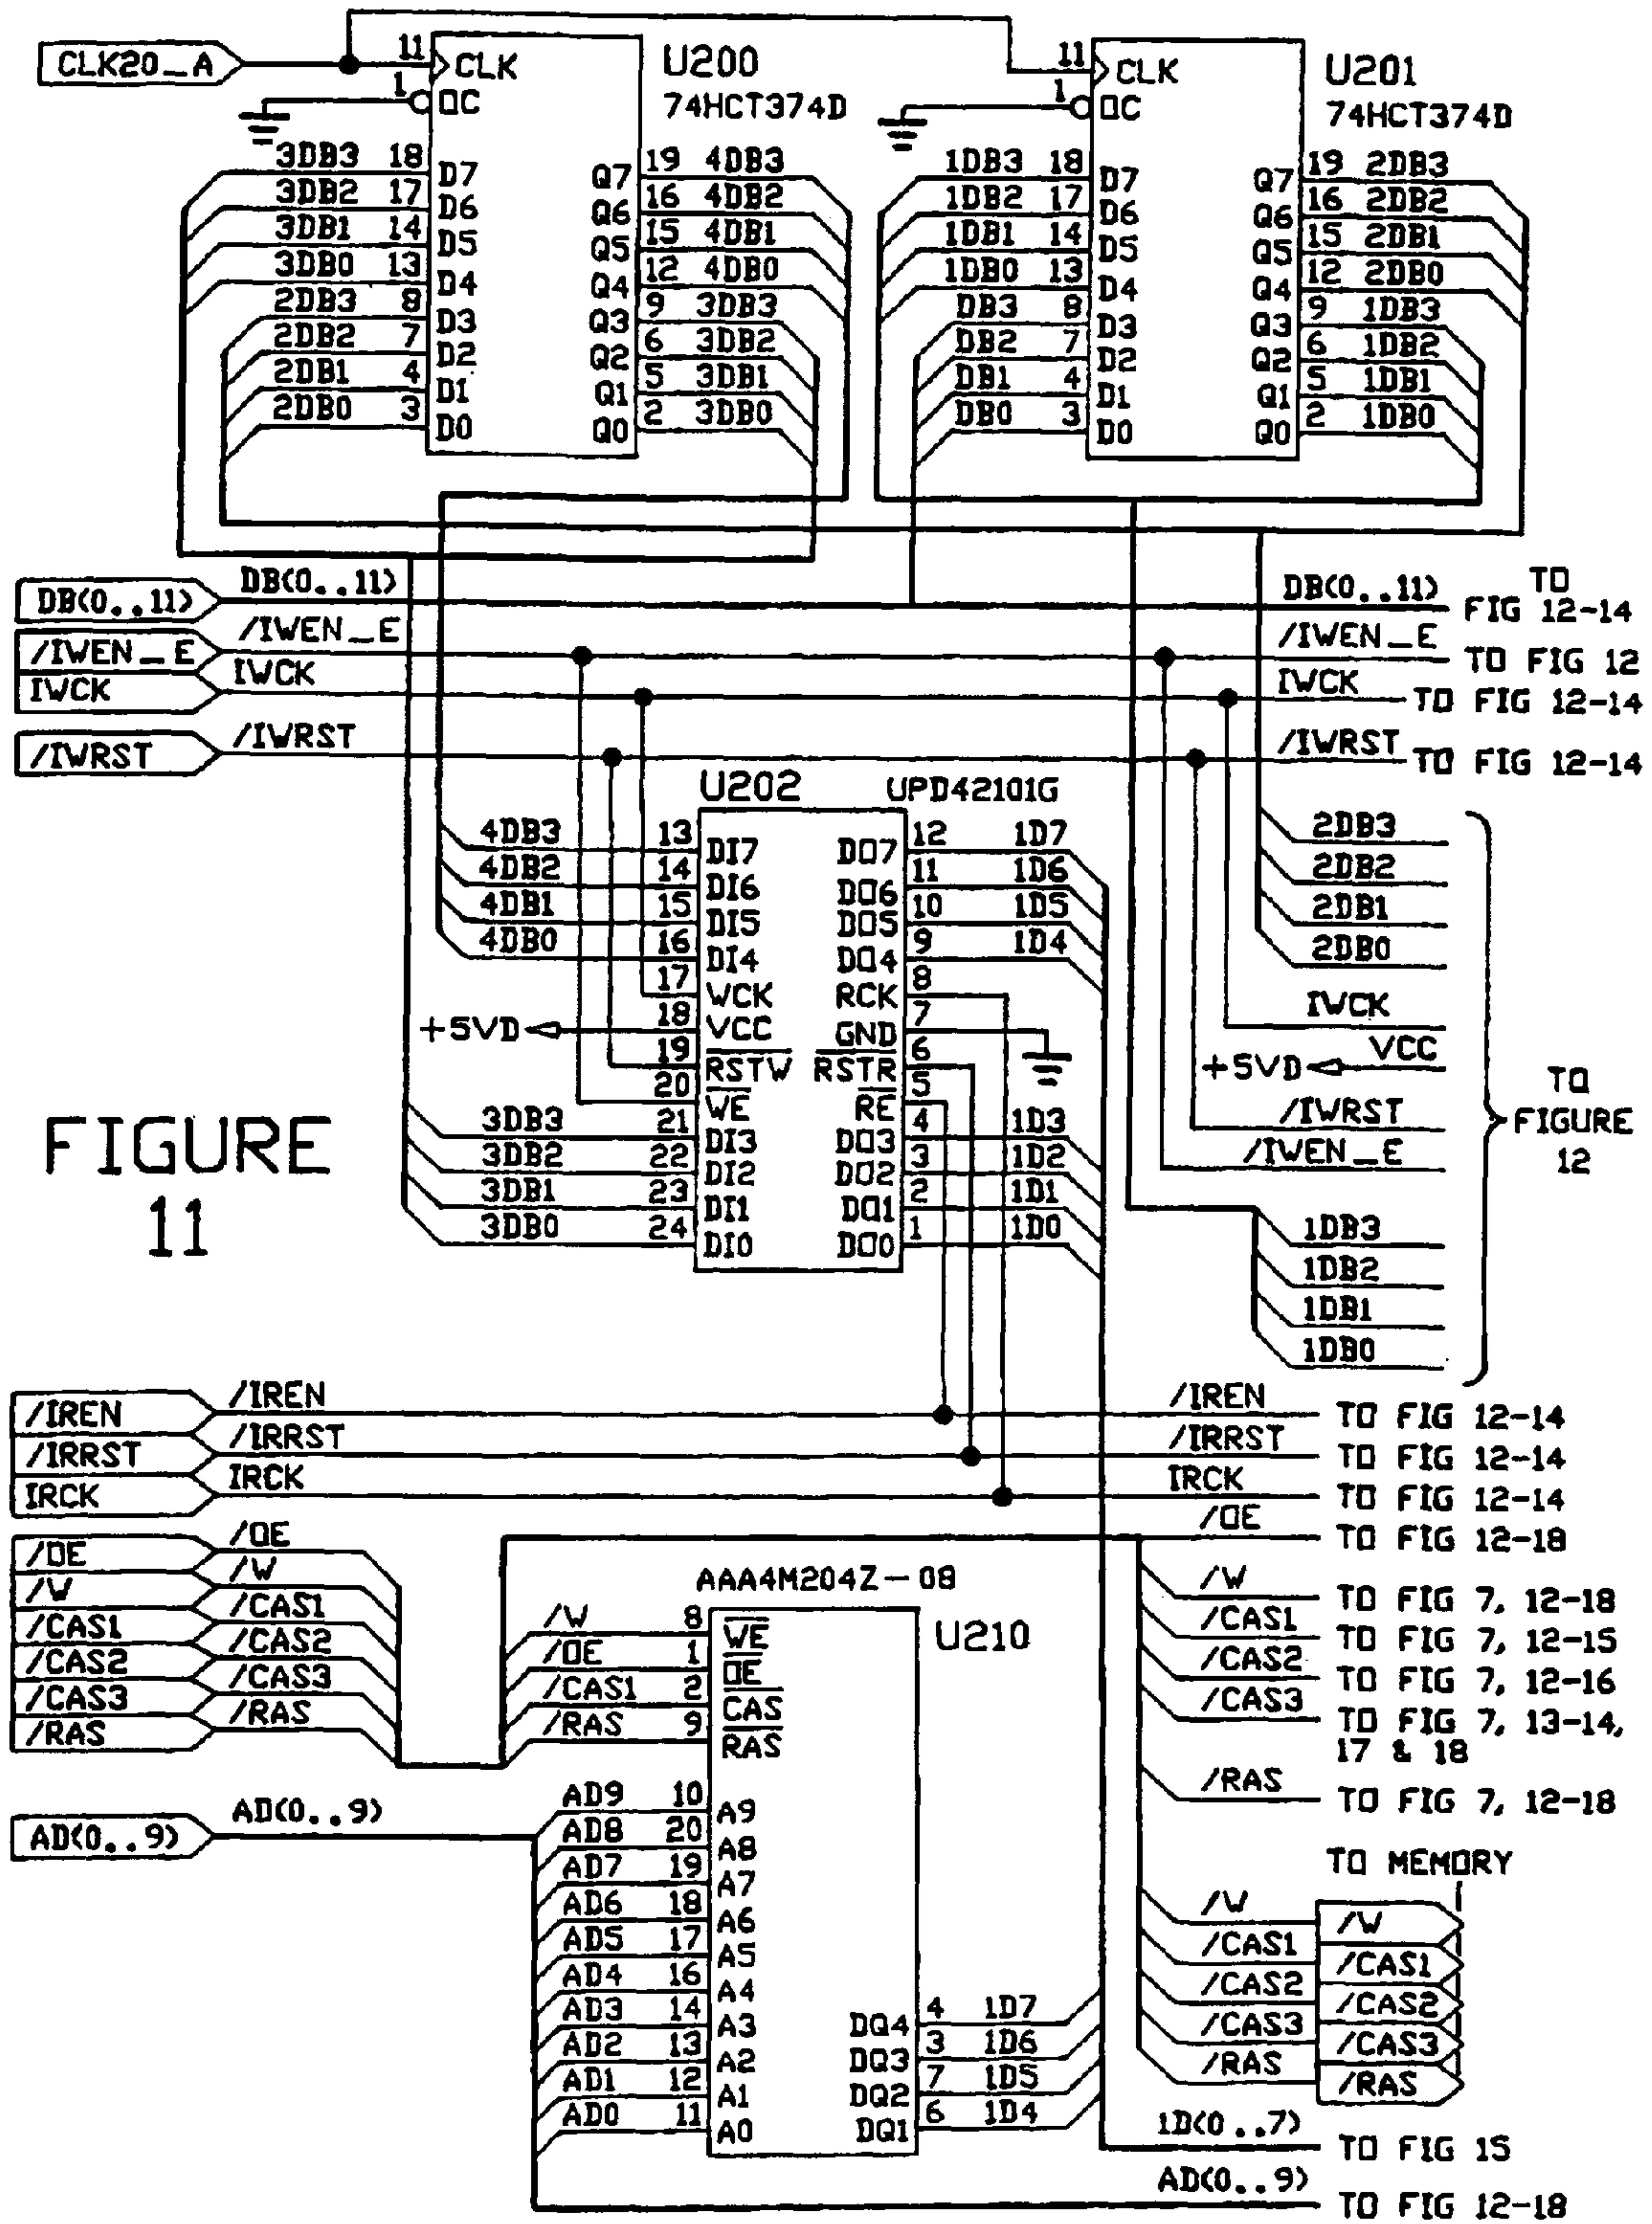 CLK20_A
11 CLK
1 OC
U200
74HCT374D
3DB3 18 D7
3DB2 17 D6
3DB1 14 D5
3DB0 13 D4
2DB3 8 D3
2DB2 7 D2
2DB1 4 D1
2DB0 3 D0
Q7 19 4DB3
Q6 16 4DB2
Q5 15 4DB1
Q4 12 4DB0
Q3 9 3DB3
Q2 6 3DB2
Q1 5 3DB1
Q0 2 3DB0
11 CLK
1 OC
U201
74HCT374D
1DB3 18 D7
1DB2 17 D6
1DB1 14 D5
1DB0 13 D4
DB3 8 D3
DB2 7 D2
DB1 4 D1
DB0 3 D0
Q7 19 2DB3
Q6 16 2DB2
Q5 15 2DB1
Q4 12 2DB0
Q3 9 1DB3
Q2 6 1DB2
Q1 5 1DB1
Q0 2 1DB0
DB(0..11) DB(0..11) DB(0..11) TO FIG 12-14
/IWEN_E /IWEN_E /IWEN_E TO FIG 12
IWCK IWCK IWCK TO FIG 12-14
/IWRST /IWRST /IWRST TO FIG 12-14
U202 UPD42101G
4DB3 13 DI7
4DB2 14 DI6
4DB1 15 DI5
4DB0 16 DI4
17 WCK
+5VD 18 VCC
19 RSTW
20 WE
3DB3 21 DI3
3DB2 22 DI2
3DB1 23 DI1
3DB0 24 DI0
DO7 12 1D7
DO6 11 1D6
DO5 10 1D5
DO4 9 1D4
RCK 8
GND 7
RSTR 6
RE 5
DO3 4 1D3
DO2 3 1D2
DO1 2 1D1
DO0 1 1D0
2DB3
2DB2
2DB1
2DB0
IWCK
+5VD VCC
/IWRST
/IWEN_E
1DB3
1DB2
1DB1
1DB0
TO
FIGURE
12
FIGURE
11
/IREN /IREN /IREN TO FIG 12-14
/IRRST /IRRST /IRRST TO FIG 12-14
IRCK IRCK IRCK TO FIG 12-14
/OE /OE /OE TO FIG 12-18
/W /W
/CAS1 /CAS1
/CAS2 /CAS2
/CAS3 /CAS3
/RAS /RAS
/W TO FIG 7, 12-18
/CAS1 TO FIG 7, 12-15
/CAS2 TO FIG 7, 12-16
/CAS3 TO FIG 7, 13-14,
17 & 18
/RAS TO FIG 7, 12-18
AAA4M204Z-08
U210
/W 8 WE
/OE 1 OE
/CAS1 2 CAS
/RAS 9 RAS
AD(0..9) AD(0..9)
AD9 10 A9
AD8 20 A8
AD7 19 A7
AD6 18 A6
AD5 17 A5
AD4 16 A4
AD3 14 A3
AD2 13 A2
AD1 12 A1
AD0 11 A0
DQ4 4 1D7
DQ3 3 1D6
DQ2 7 1D5
DQ1 6 1D4
TO MEMORY
/W /W
/CAS1 /CAS1
/CAS2 /CAS2
/CAS3 /CAS3
/RAS /RAS
1D(0..7) TO FIG 15
AD(0..9) TO FIG 12-18